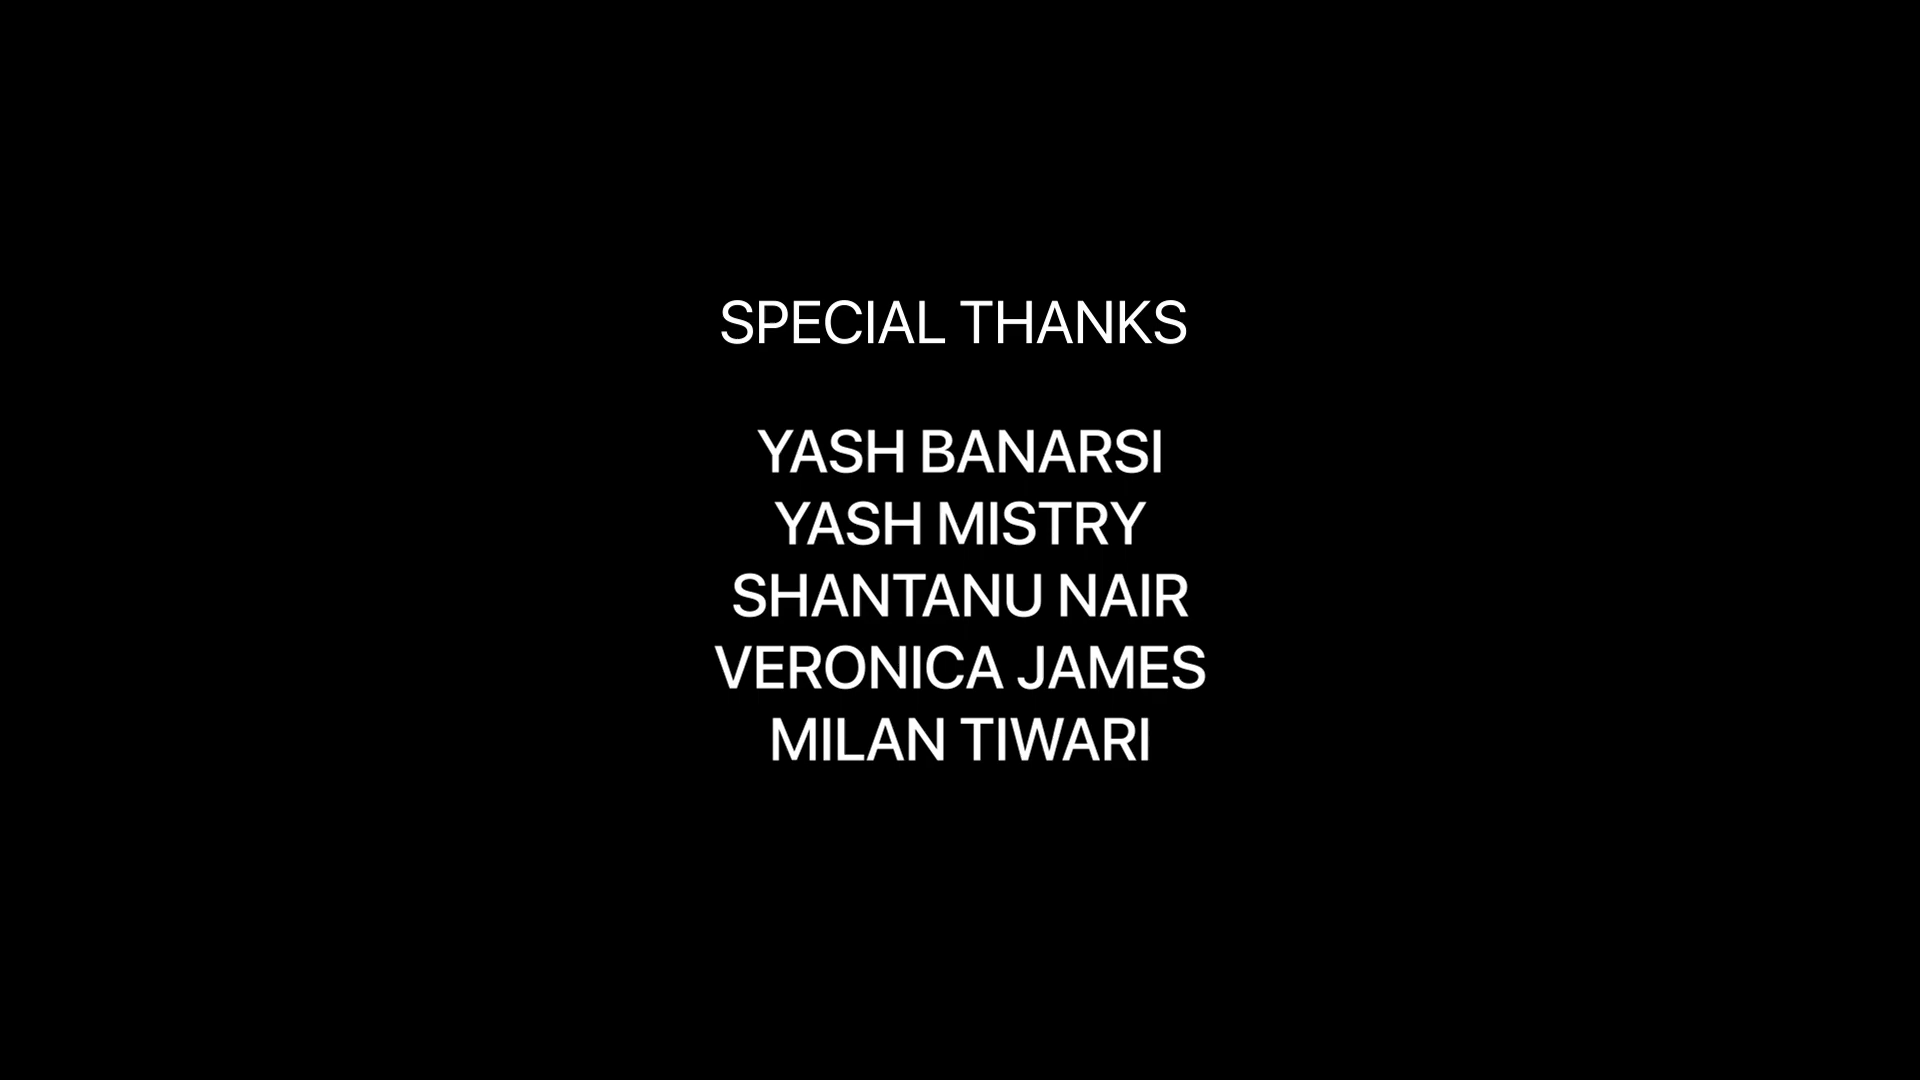 SPECIAL THANKS
YASH BANARSI
YASH MISTRY
SHANTANU NAIR
VERONICA JAMES
MILAN TIWARI